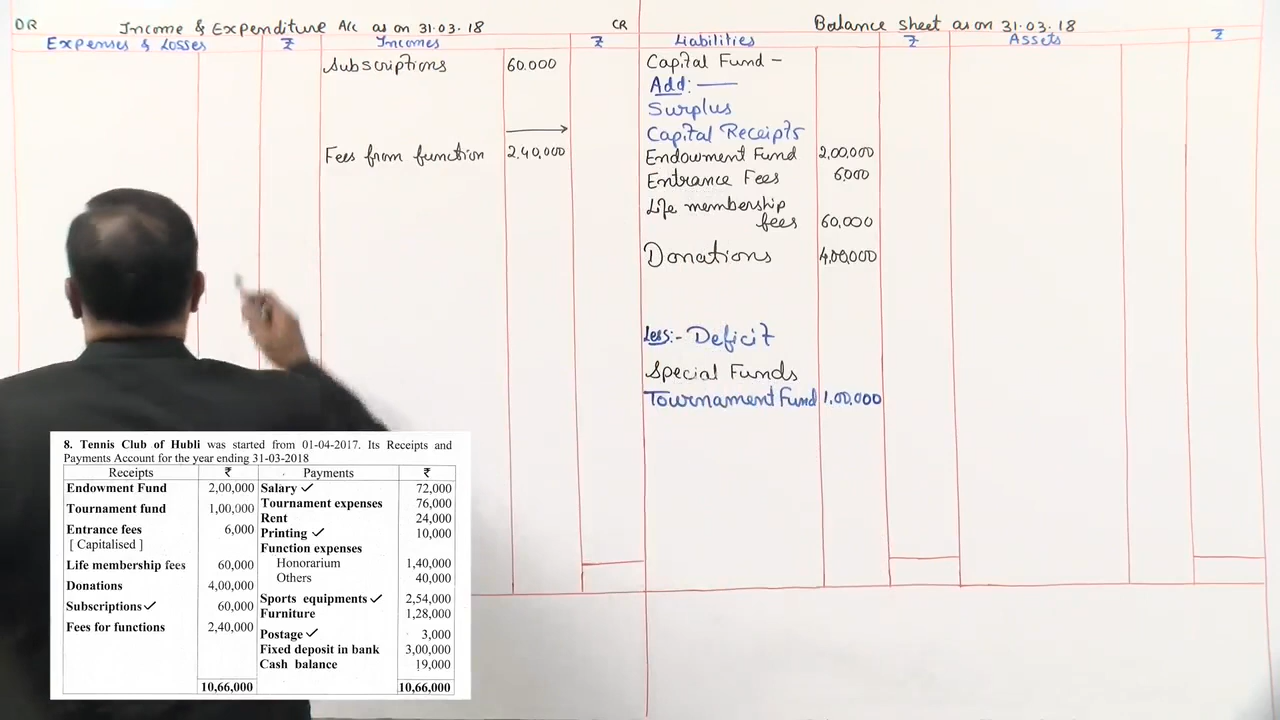 DR Income & Expenditure A/c as on 31.03.18 CR
Expenses & Losses ₹ Incomes ₹
Subscriptions 60.000
Fees from function 2,40,000
Balance sheet as on 31.03.18
Liabilities ₹ Assets ₹
Capital Fund -
Add: —
Surplus
Capital Receipts
Endowment Fund 2,00,000
Entrance Fees 6000
Life membership
fees 60,000
Donations 4,00,000
Less:- Deficit
Special Funds
Tournament Fund 1,00,000
8. Tennis Club of Hubli was started from 01-04-2017. Its Receipts and
Payments Account for the year ending 31-03-2018
Receipts ₹ Payments ₹
Endowment Fund 2,00,000 Salary ✓ 72,000
Tournament fund 1,00,000 Tournament expenses 76,000
Rent 24,000
Entrance fees 6,000 Printing ✓ 10,000
[ Capitalised ] Function expenses
Life membership fees 60,000 Honorarium 1,40,000
Donations 4,00,000 Others 40,000
Subscriptions ✓ 60,000 Sports equipments ✓ 2,54,000
Furniture 1,28,000
Fees for functions 2,40,000 Postage ✓ 3,000
Fixed deposit in bank 3,00,000
Cash balance 19,000
10,66,000 10,66,000